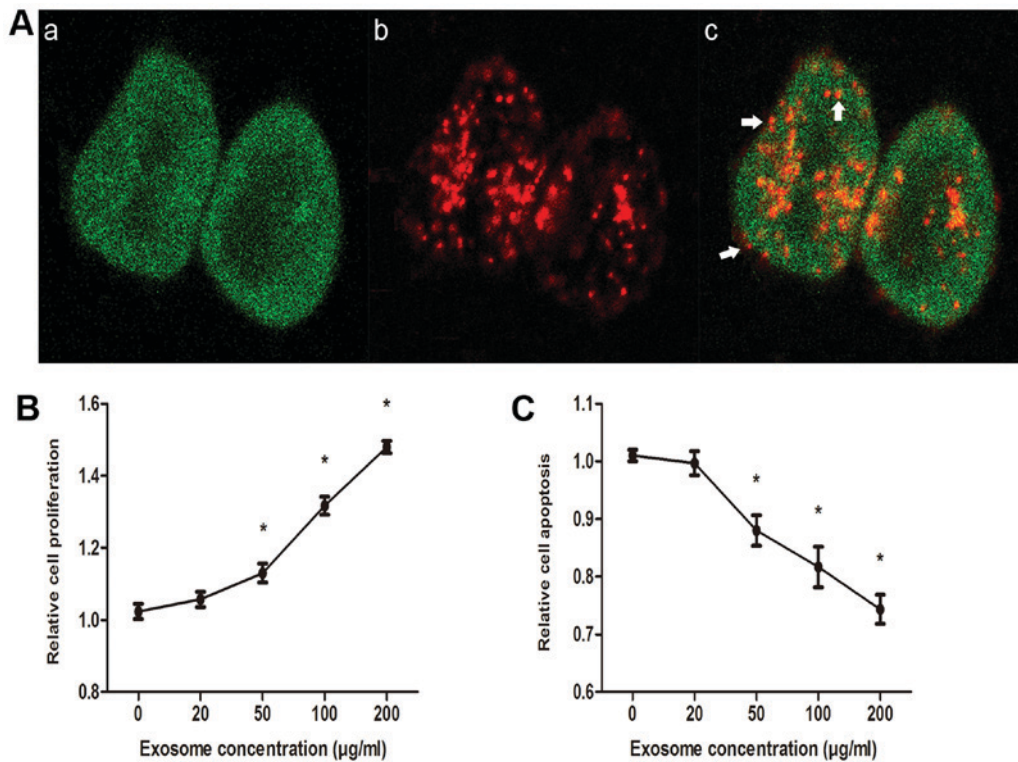 A
a
b
c
B
Relative cell proliferation
1.6
1.4
1.2
1.0
0.8
*
*
*
0 20 50 100 200
Exosome concentration (µg/ml)
C
Relative cell apoptosis
1.1
1.0
0.9
0.8
0.7
0.6
*
*
*
0 20 50 100 200
Exosome concentration (µg/ml)